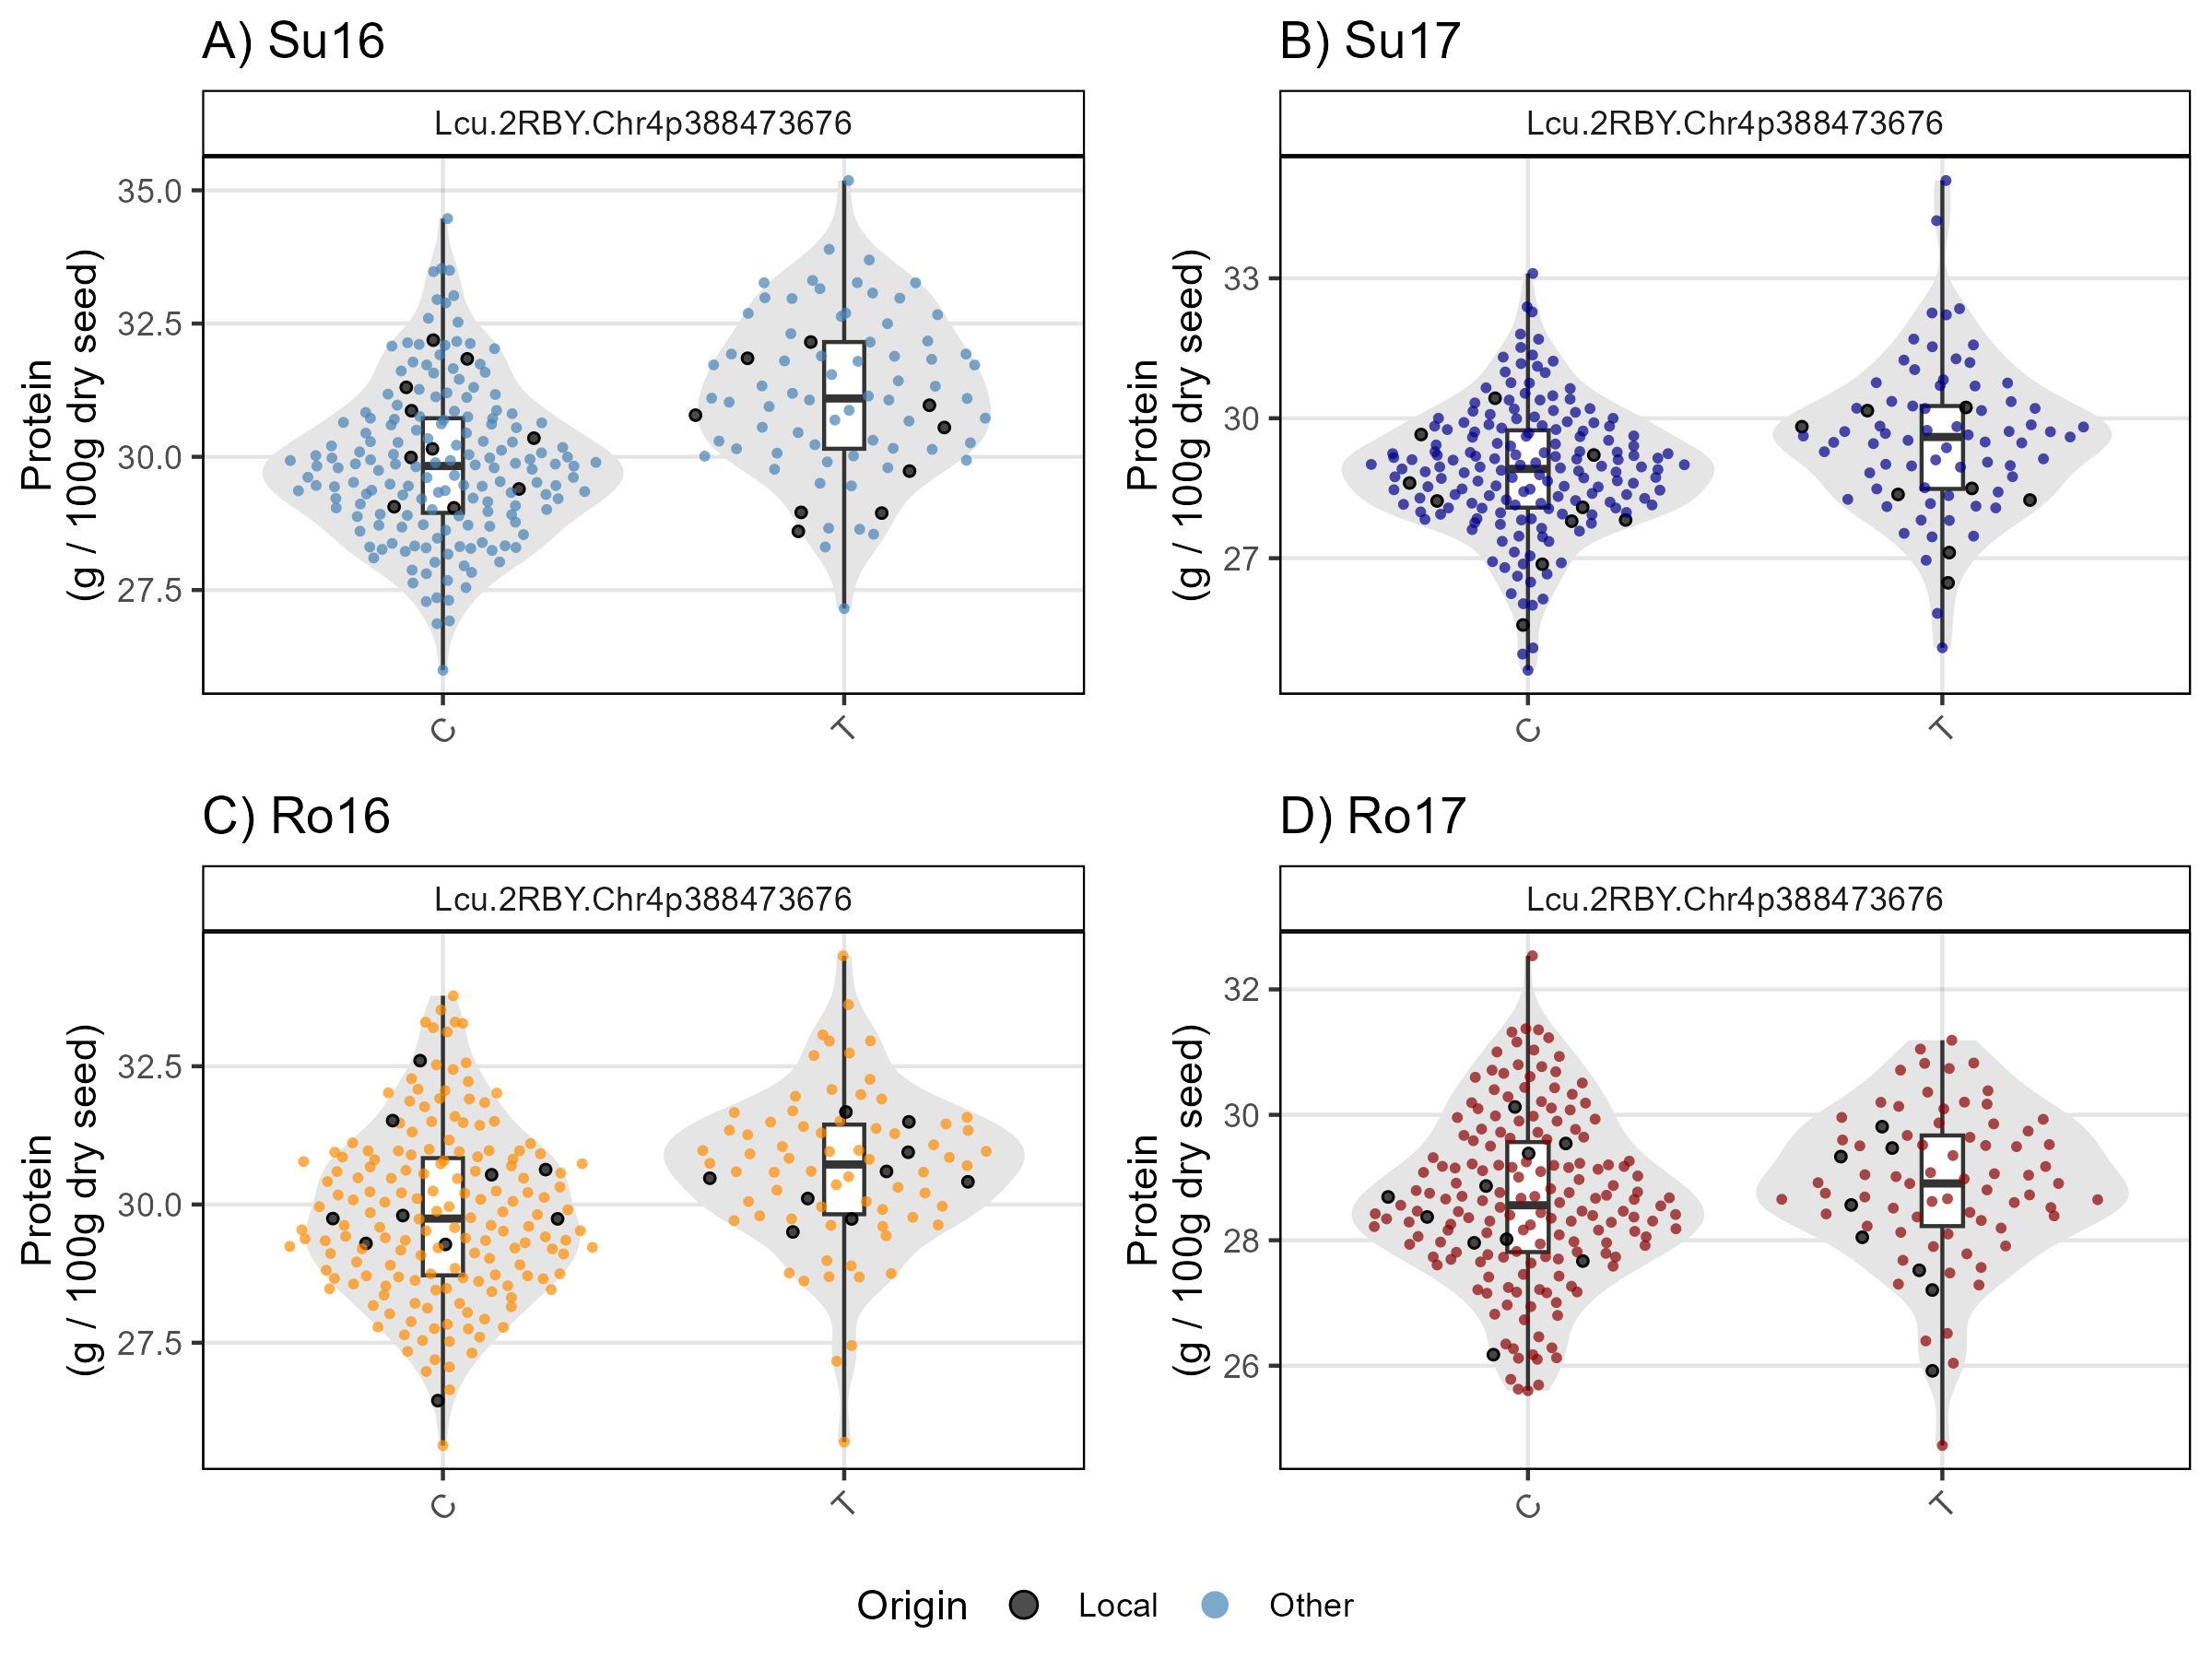 A) Su16
Lcu.2RBY.Chr4p388473676
Protein
(g / 100g dry seed)
35.0
32.5
30.0
27.5
C
T
B) Su17
Lcu.2RBY.Chr4p388473676
Protein
(g / 100g dry seed)
33
30
27
C
T
C) Ro16
Lcu.2RBY.Chr4p388473676
Protein
(g / 100g dry seed)
32.5
30.0
27.5
C
T
D) Ro17
Lcu.2RBY.Chr4p388473676
Protein
(g / 100g dry seed)
32
30
28
26
C
T
Origin
Local
Other